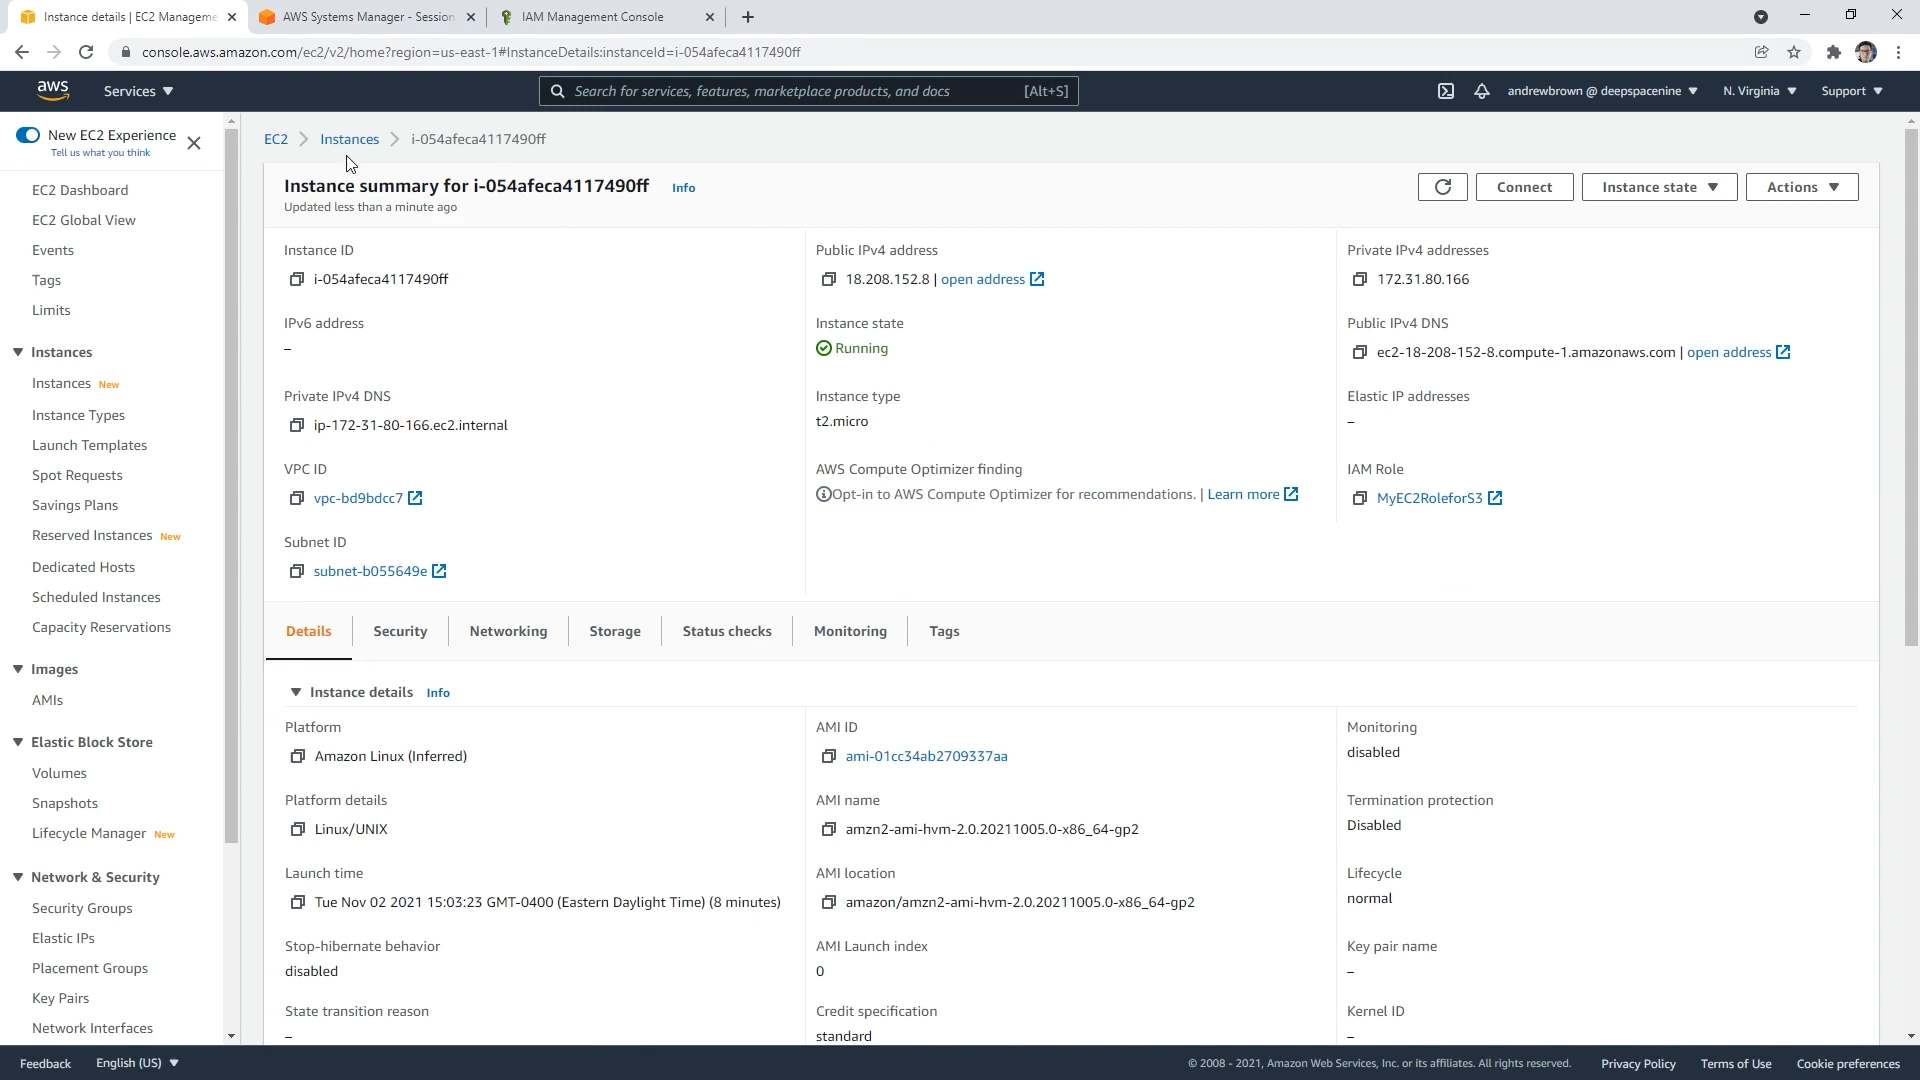 Instance details | EC2 Manageme
AWS Systems Manager - Session
IAM Management Console
console.aws.amazon.com/ec2/v2/home?region=us-east-1#InstanceDetails:instanceId=i-054afeca4117490ff
aws
Services
Search for services, features, marketplace products, and docs
[Alt+S]
andrewbrown @ deepspacenine
N. Virginia
Support
New EC2 Experience
Tell us what you think
EC2 Dashboard
EC2 Global View
Events
Tags
Limits
Instances
Instances New
Instance Types
Launch Templates
Spot Requests
Savings Plans
Reserved Instances New
Dedicated Hosts
Scheduled Instances
Capacity Reservations
Images
AMIs
Elastic Block Store
Volumes
Snapshots
Lifecycle Manager New
Network & Security
Security Groups
Elastic IPs
Placement Groups
Key Pairs
Network Interfaces
EC2 > Instances > i-054afeca4117490ff
Instance summary for i-054afeca4117490ff Info
Updated less than a minute ago
Connect
Instance state
Actions
Instance ID
i-054afeca4117490ff
Public IPv4 address
18.208.152.8 | open address
Private IPv4 addresses
172.31.80.166
IPv6 address
–
Instance state
Running
Public IPv4 DNS
ec2-18-208-152-8.compute-1.amazonaws.com | open address
Private IPv4 DNS
ip-172-31-80-166.ec2.internal
Instance type
t2.micro
Elastic IP addresses
–
VPC ID
vpc-bd9bdcc7
AWS Compute Optimizer finding
Opt-in to AWS Compute Optimizer for recommendations. | Learn more
IAM Role
MyEC2RoleforS3
Subnet ID
subnet-b055649e
Details
Security
Networking
Storage
Status checks
Monitoring
Tags
Instance details Info
Platform
Amazon Linux (Inferred)
AMI ID
ami-01cc34ab2709337aa
Monitoring
disabled
Platform details
Linux/UNIX
AMI name
amzn2-ami-hvm-2.0.20211005.0-x86_64-gp2
Termination protection
Disabled
Launch time
Tue Nov 02 2021 15:03:23 GMT-0400 (Eastern Daylight Time) (8 minutes)
AMI location
amazon/amzn2-ami-hvm-2.0.20211005.0-x86_64-gp2
Lifecycle
normal
Stop-hibernate behavior
disabled
AMI Launch index
0
Key pair name
–
State transition reason
–
Credit specification
standard
Kernel ID
–
Feedback
English (US)
© 2008 - 2021, Amazon Web Services, Inc. or its affiliates. All rights reserved.
Privacy Policy
Terms of Use
Cookie preferences